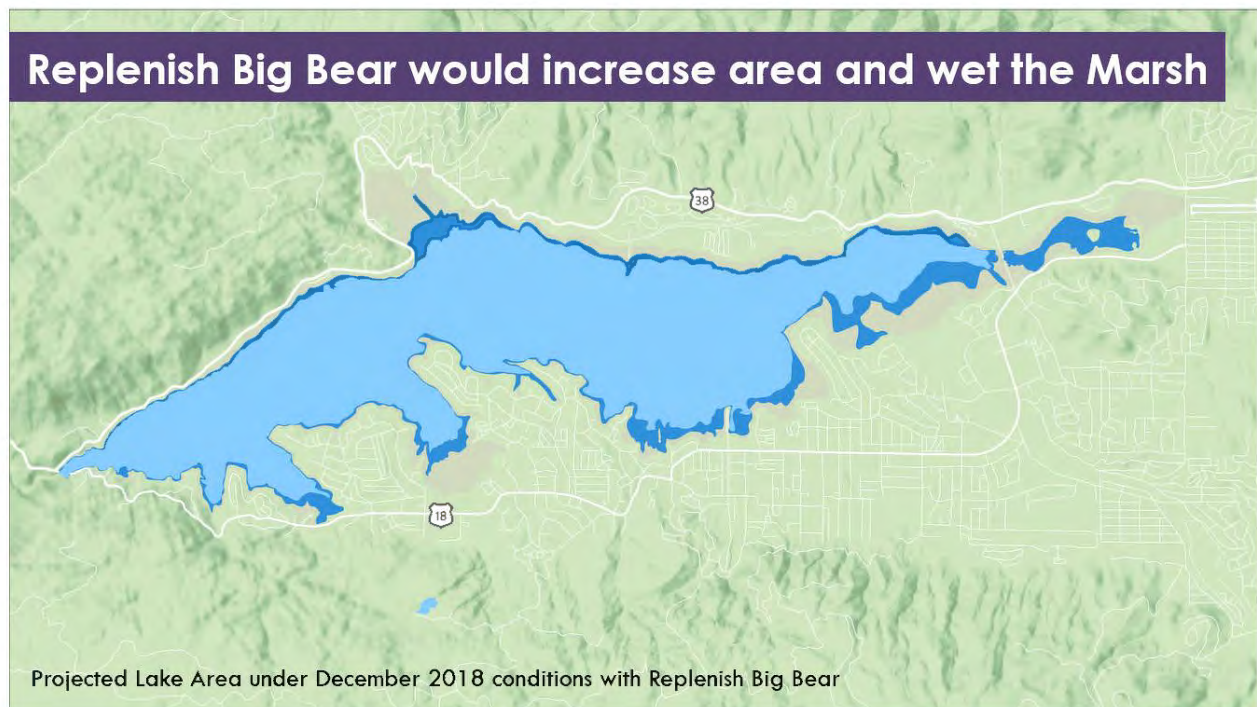 Replenish Big Bear would increase area and wet the Marsh
38
18
Projected Lake Area under December 2018 conditions with Replenish Big Bear